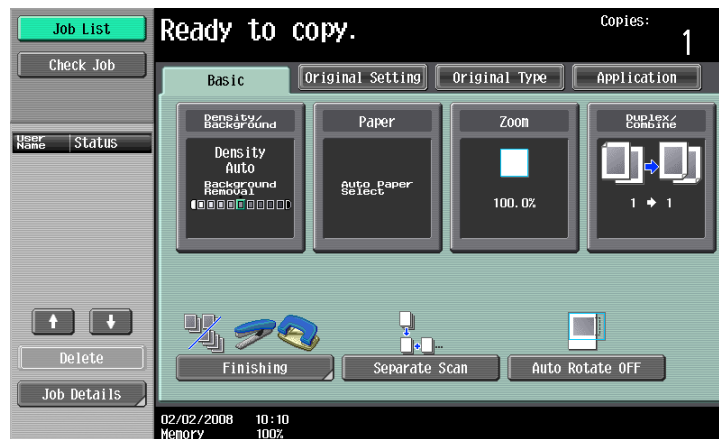 Job List
Check Job
User Name
Status
Delete
Job Details
Ready to copy.
Copies:
1
Basic
Original Setting
Original Type
Application
Density/
Background
Density
Auto
Background
Removal
Paper
Auto Paper
Select
Zoom
100.0%
Duplex/
Combine
1 ➔ 1
Finishing
Separate Scan
Auto Rotate OFF
02/02/2008 10:10
Memory 100%